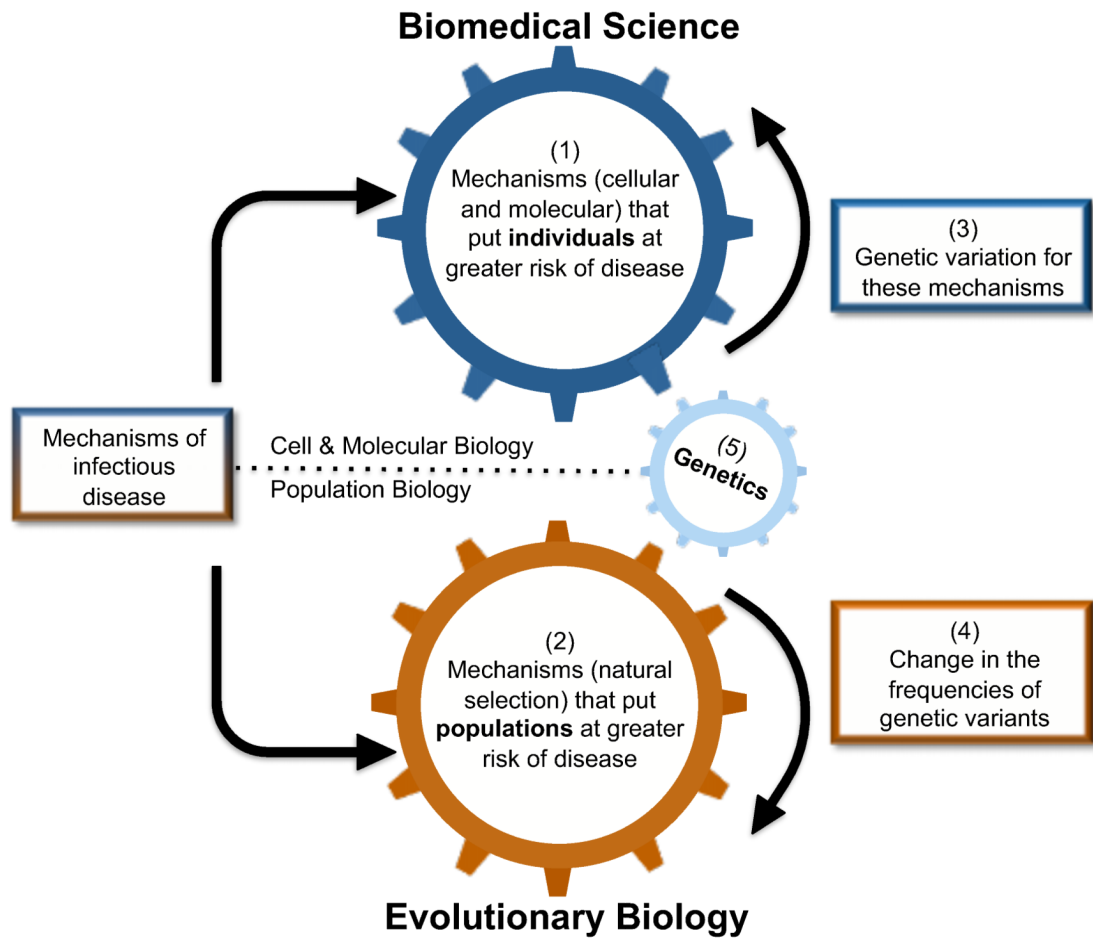 Biomedical Science
(1)
Mechanisms (cellular
and molecular) that
put individuals at
greater risk of disease
(3)
Genetic variation for
these mechanisms
Mechanisms of
infectious
disease
Cell & Molecular Biology
Population Biology
(5)
Genetics
(2)
Mechanisms (natural
selection) that put
populations at greater
risk of disease
(4)
Change in the
frequencies of
genetic variants
Evolutionary Biology